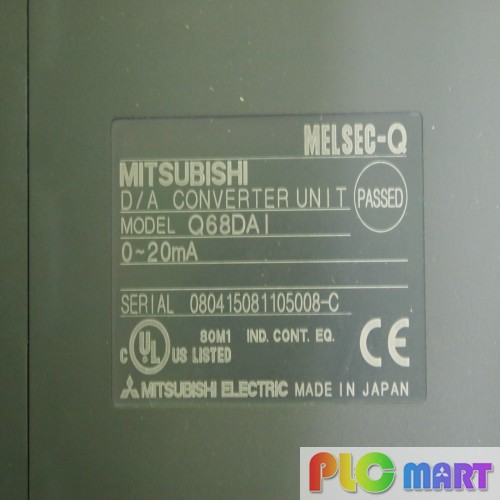 MELSEC-Q
MITSUBISHI
D/A CONVERTER UNIT
PASSED
MODEL Q68DAI
0~20mA
SERIAL 080415081105008-C
C UL US LISTED 80M1 IND. CONT. EQ. CE
MITSUBISHI ELECTRIC MADE IN JAPAN
PLC mart